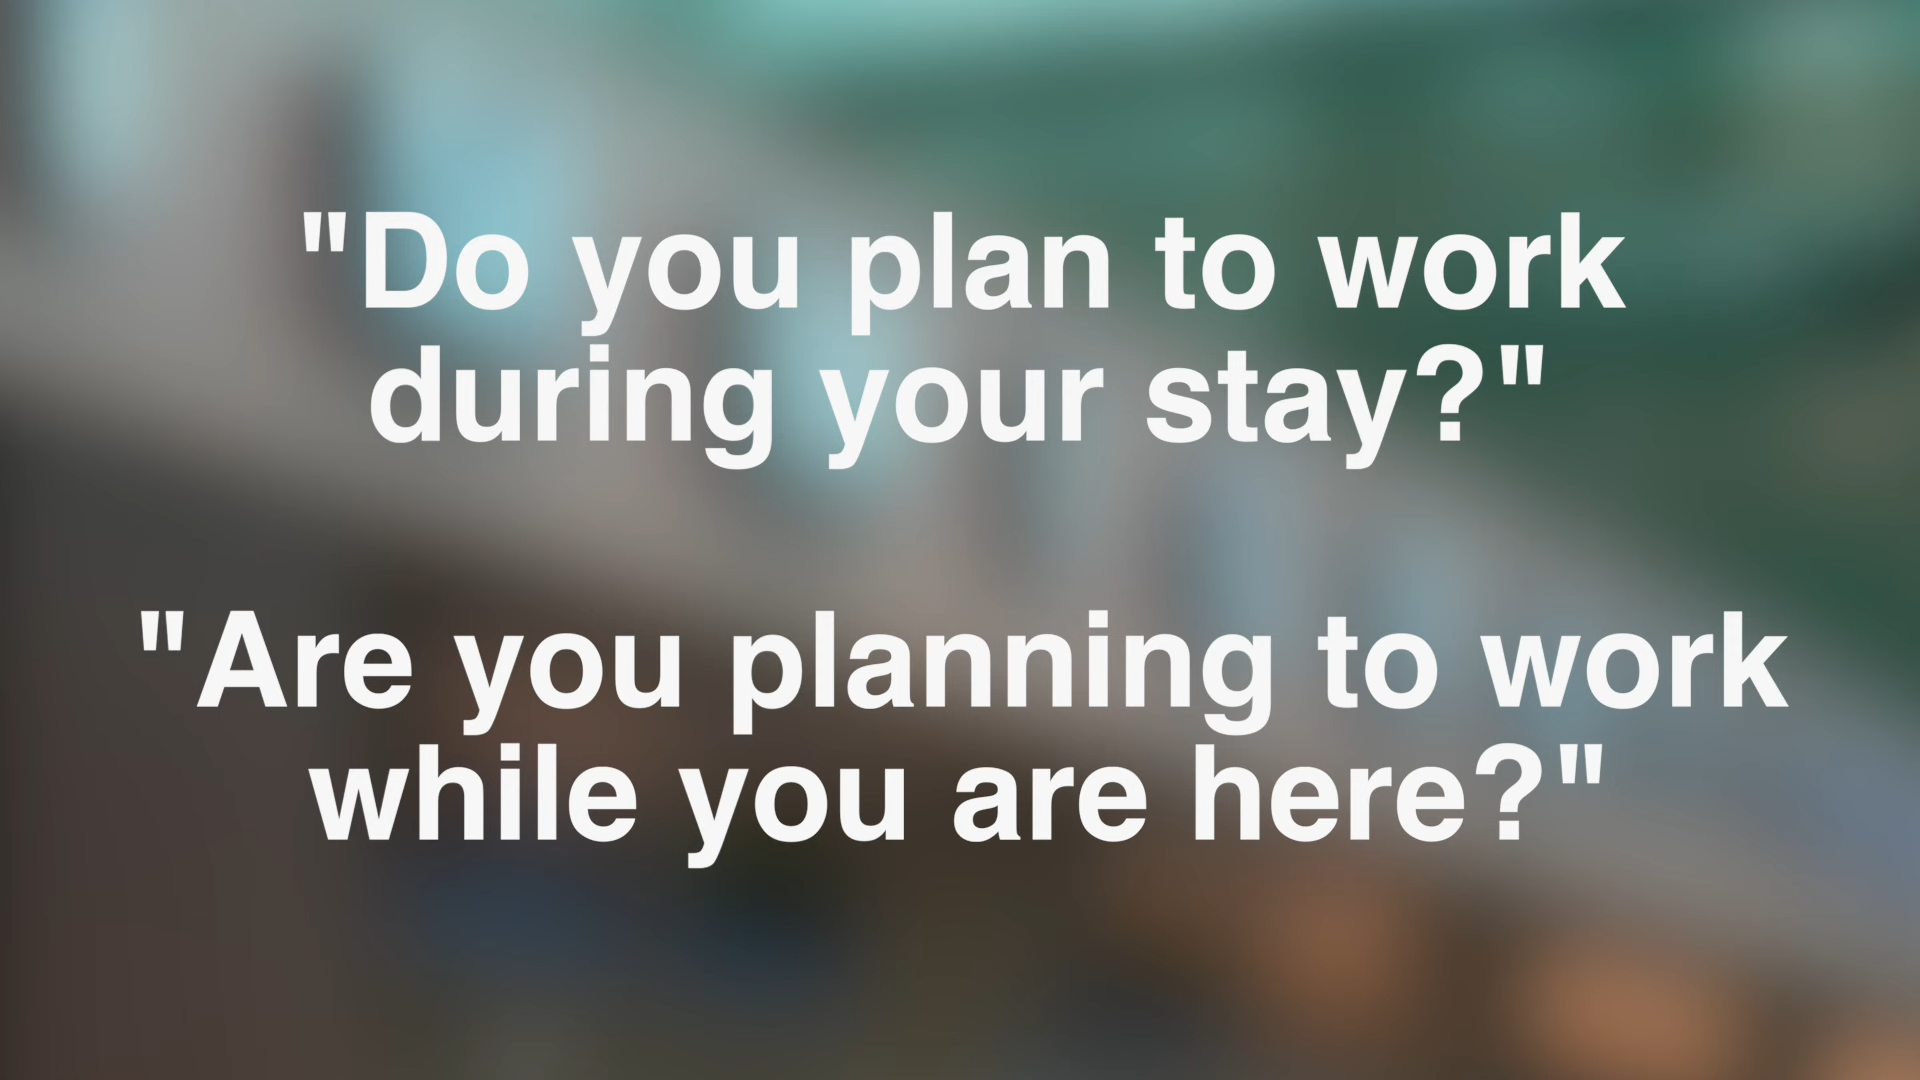 "Do you plan to work
during your stay?"
"Are you planning to work
while you are here?"